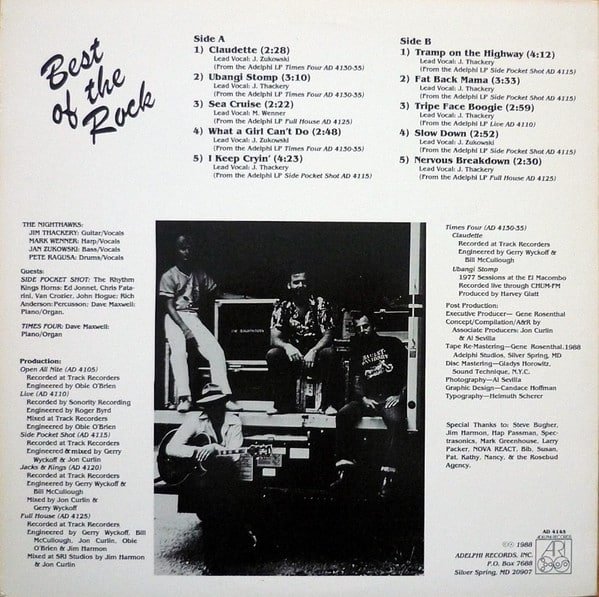 Best
of the
Rock
Side A
1) Claudette (2:28)
Lead Vocal: J. Zukowski
(From the Adelphi LP Times Four AD 4130-35)
2) Ubangi Stomp (3:10)
Lead Vocal: J. Thackery
(From the Adelphi LP Times Four AD 4130-35)
3) Sea Cruise (2:22)
Lead Vocal: M. Wenner
(From the Adelphi LP Full House AD 4125)
4) What a Girl Can't Do (2:48)
Lead Vocal: J. Zukowski
(From the Adelphi LP Times Four AD 4130-35)
5) I Keep Cryin' (4:23)
Lead Vocal: J. Thackery
(From the Adelphi LP Side Pocket Shot AD 4115)
Side B
1) Tramp on the Highway (4:12)
Lead Vocal: J. Thackery
(From the Adelphi LP Side Pocket Shot AD 4115)
2) Fat Back Mama (3:33)
Lead Vocal: J. Thackery
(From the Adelphi LP Side Pocket Shot AD 4115)
3) Tripe Face Boogie (2:59)
Lead Vocal: J. Thackery
(From the Adelphi LP Live AD 4110)
4) Slow Down (2:52)
Lead Vocal: J. Zukowski
(From the Adelphi LP Side Pocket Shot AD 4115)
5) Nervous Breakdown (2:30)
Lead Vocal: J. Thackery
(From the Adelphi LP Full House AD 4125)
THE NIGHTHAWKS:
JIM THACKERY: Guitar/Vocals
MARK WENNER: Harp/Vocals
JAN ZUKOWSKI: Bass/Vocals
PETE RAGUSA: Drums/Vocals
Guests:
SIDE POCKET SHOT: The Rhythm
Kings Horns: Ed Jonnet, Chris Pata-
rini, Van Crozier, John Hogue: Rich
Anderson: Percusson: Dave Maxwell:
Piano/Organ.
TIMES FOUR: Dave Maxwell:
Piano/Organ.
Production:
Open All Nite (AD 4105)
Recorded at Track Recorders
Engineered by Obie O'Brien
Live (AD 4110)
Recorded by Sonority Recording
Engineered by Roger Byrd
Mixed at Track Recorders
Engineered by Obie O'Brien
Side Pocket Shot (AD 4115)
Recorded at Track Recorders
Engineered & mixed by Gerry
Wyckoff & Jon Curlin
Jacks & Kings (AD 4120)
Recorded at Track Recorders
Engineered by Gerry Wyckoff &
Bill McCullough
Mixed by Jon Curlin &
Gerry Wyckoff
Full House (AD 4125)
Recorded at Track Recorders
Engineered by Gerry Wyckoff, Bill
McCullough, Jon Curlin, Obie
O'Brien & Jim Harmon
Mixed at SRI Studios by Jim Harmon
& Jon Curlin
THE NIGHTHAWKS
HARLEY-
DAVIDSON
Times Four (AD 4130-35)
Claudette
Recorded at Track Recorders
Engineered by Gerry Wyckoff &
Bill McCullough
Ubangi Stomp
1977 Sessions at the El Macombo
Recorded live through CHUM-FM
Produced by Harvey Glatt
Post Production:
Executive Producer— Gene Rosenthal
Concept/Compilation/A&R by
Associate Producers: Jon Curlin
& Al Sevilla
Tape Re-Mastering—Gene Rosenthal, 1988
Adelphi Studios, Silver Spring, MD
Disc Mastering—Gladys Horowitz,
Sound Technique, N.Y.C.
Photography—Al Sevilla
Graphic Design—Candace Hoffman
Typography—Helmuth Scherer
Special Thanks to: Steve Bugher,
Jim Harmon, Hap Passman, Spec-
trasonics, Mark Greenhouse, Larry
Packer, NOVA REACT, Bib, Susan,
Pat, Kathy, Nancy, & the Rosebud
Agency.
AD 4145
ADELPHI RECORDS
ARI
©℗ 1988
ADELPHI RECORDS, INC.
P.O. Box 7688
Silver Spring, MD 20907